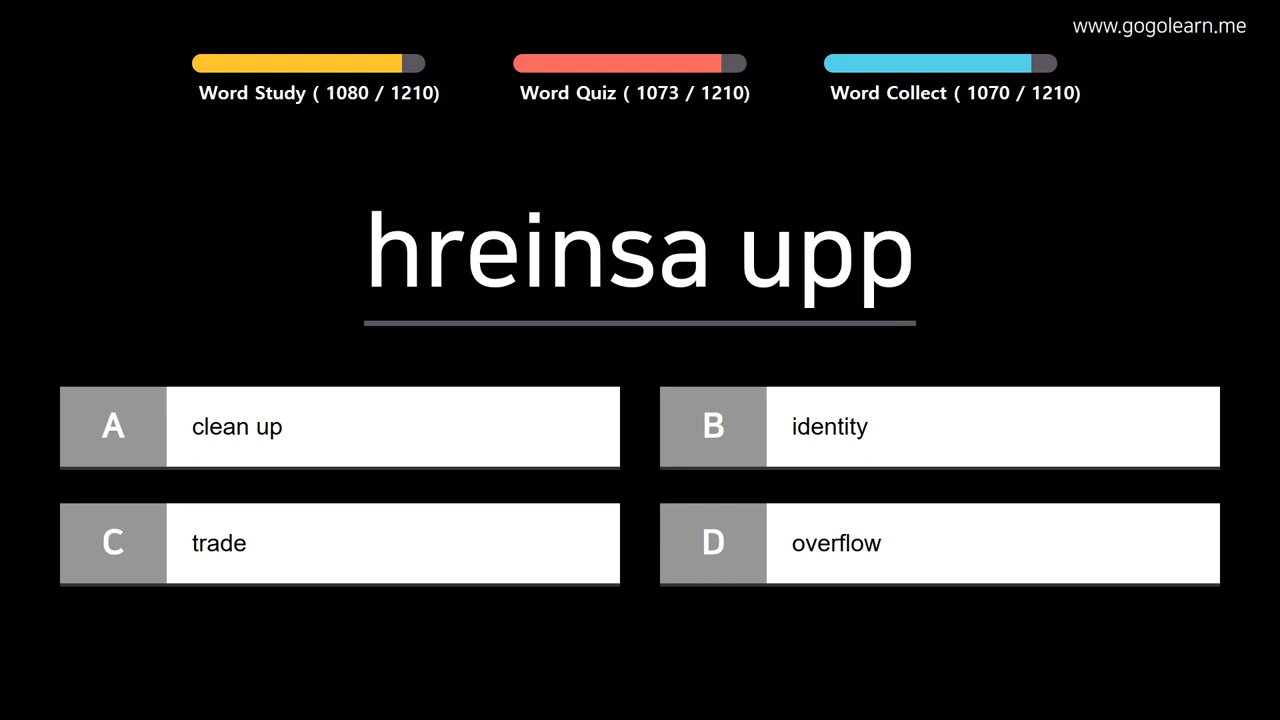 www.gogolearn.me
Word Study ( 1080 / 1210)
Word Quiz ( 1073 / 1210)
Word Collect ( 1070 / 1210)
hreinsa upp
A
clean up
B
identity
C
trade
D
overflow